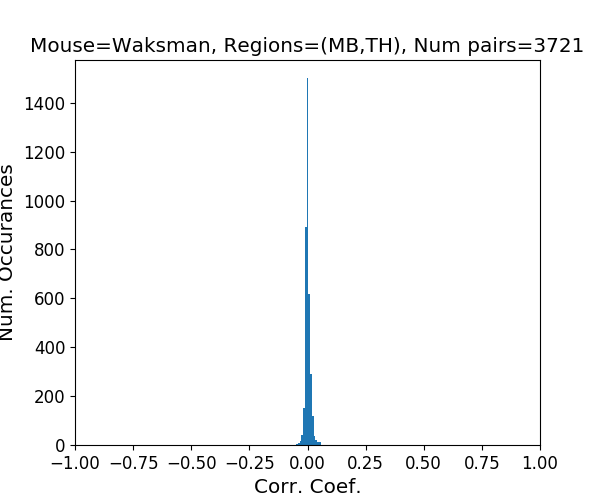 Mouse=Waksman, Regions=(MB,TH), Num pairs=3721
1400
1200
1000
800
600
400
200
0
Num. Occurances
−1.00 −0.75 −0.50 −0.25 0.00 0.25 0.50 0.75 1.00
Corr. Coef.